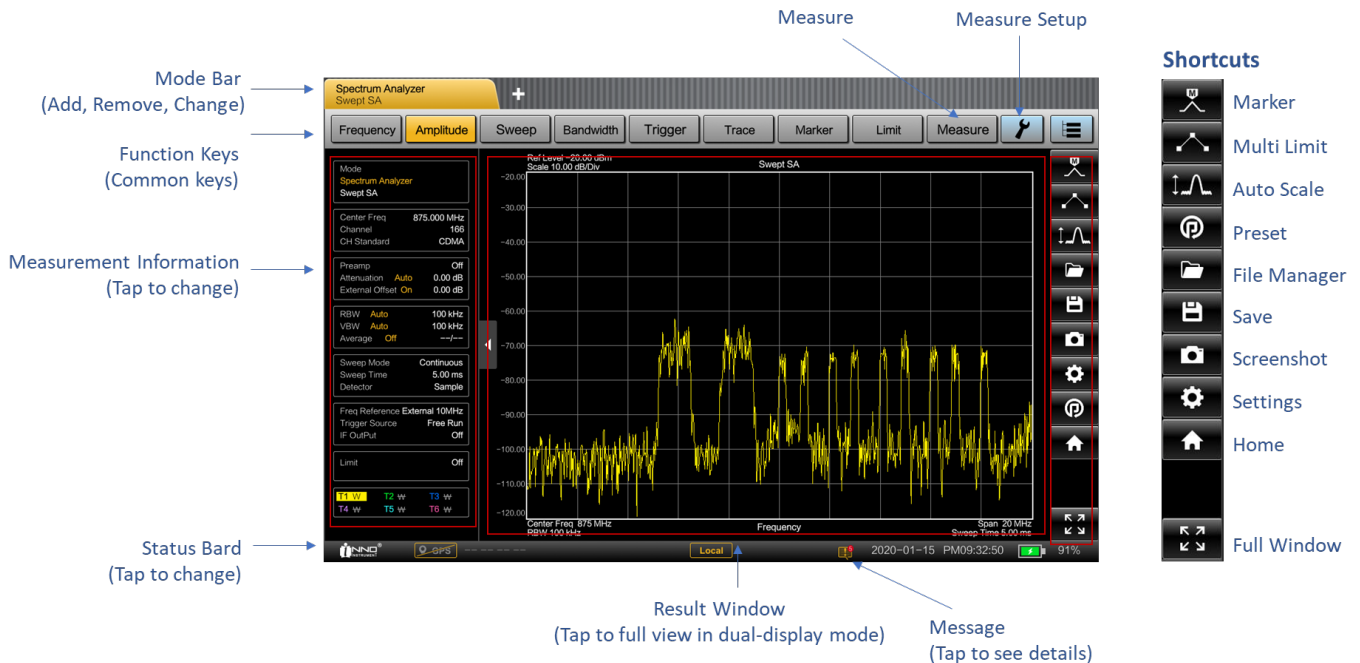 Measure
Measure Setup
Mode Bar
(Add, Remove, Change)
Function Keys
(Common keys)
Measurement Information
(Tap to change)
Status Bard
(Tap to change)
Spectrum Analyzer
Swept SA
+
Frequency Amplitude Sweep Bandwidth Trigger Trace Marker Limit Measure
Mode
Spectrum Analyzer
Swept SA
Center Freq 875.000 MHz
Channel 166
CH Standard CDMA
Preamp Off
Attenuation Auto 0.00 dB
External Offset On 0.00 dB
RBW Auto 100 kHz
VBW Auto 100 kHz
Average Off --/--
Sweep Mode Continuous
Sweep Time 5.00 ms
Detector Sample
Freq Reference External 10MHz
Trigger Source Free Run
IF OutPut Off
Limit Off
T1 W T2 W T3 W
T4 W T5 W T6 W
Ref Level -20.00 dBm
Scale 10.00 dB/Div
Swept SA
-20.00
-30.00
-40.00
-50.00
-60.00
-70.00
-80.00
-90.00
-100.00
-110.00
-120.00
Center Freq 875 MHz
RBW 100 kHz
Frequency
Span 20 MHz
Sweep Time 5.00 ms
INNO
INSTRUMENT
GPS -- -- -- --
Local
2020-01-15 PM09:32:50
91%
Result Window
(Tap to full view in dual-display mode)
Message
(Tap to see details)
Shortcuts
M
Marker
Multi Limit
Auto Scale
Preset
File Manager
Save
Screenshot
Settings
Home
Full Window